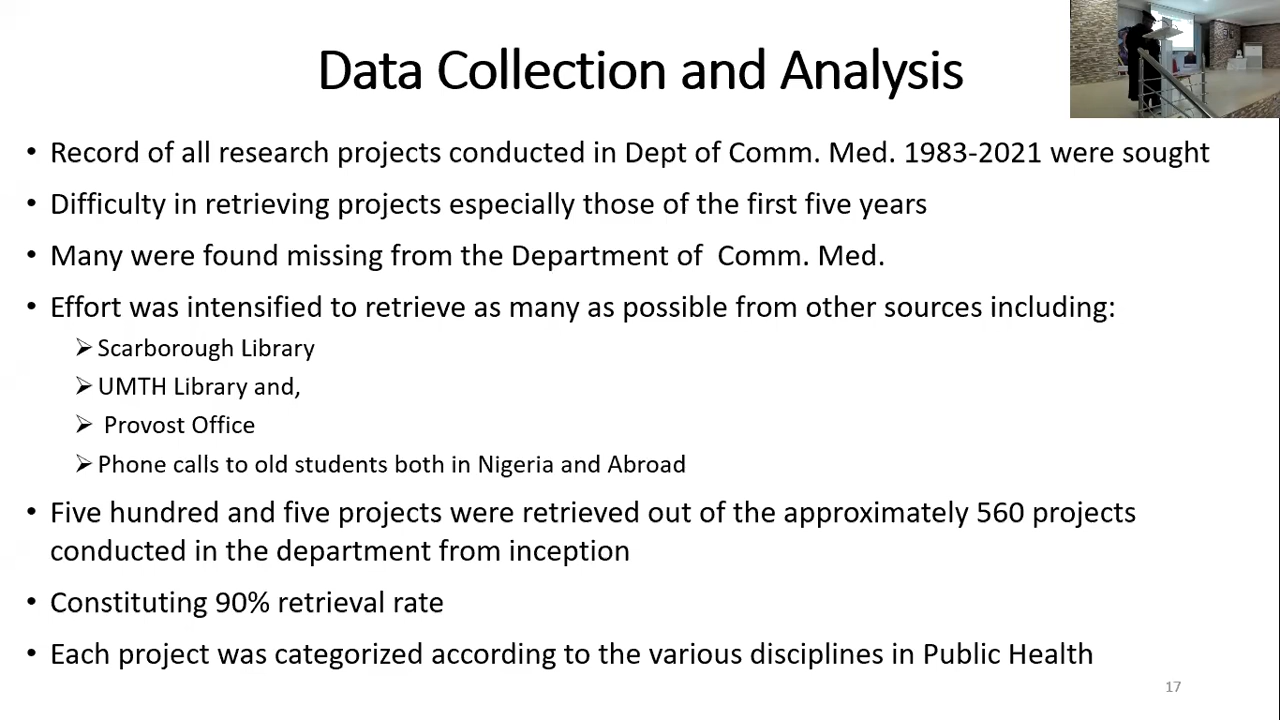 Data Collection and Analysis
• Record of all research projects conducted in Dept of Comm. Med. 1983-2021 were sought
• Difficulty in retrieving projects especially those of the first five years
• Many were found missing from the Department of  Comm. Med.
• Effort was intensified to retrieve as many as possible from other sources including:
➢ Scarborough Library
➢ UMTH Library and,
➢ Provost Office
➢ Phone calls to old students both in Nigeria and Abroad
• Five hundred and five projects were retrieved out of the approximately 560 projects
conducted in the department from inception
• Constituting 90% retrieval rate
• Each project was categorized according to the various disciplines in Public Health
17